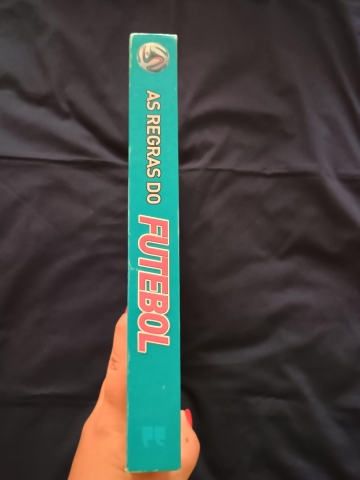 AS REGRAS DO FUTEBOL